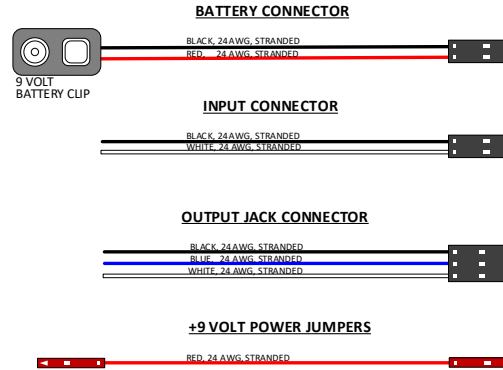 BATTERY CONNECTOR
BLACK, 24 AWG, STRANDED
RED, 24 AWG, STRANDED
9 VOLT
BATTERY CLIP
INPUT CONNECTOR
BLACK, 24 AWG, STRANDED
WHITE, 24 AWG, STRANDED
OUTPUT JACK CONNECTOR
BLACK, 24 AWG, STRANDED
BLUE, 24 AWG, STRANDED
WHITE, 24 AWG, STRANDED
+9 VOLT POWER JUMPERS
RED, 24 AWG, STRANDED